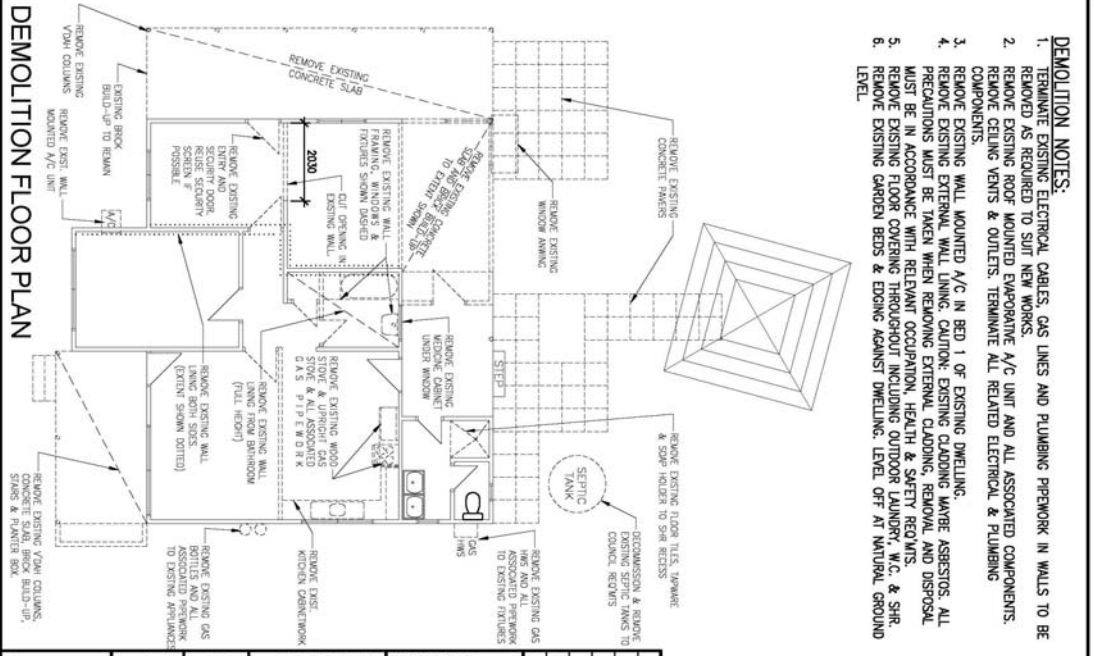 DEMOLITION NOTES:
1. TERMINATE EXISTING ELECTRICAL CABLES, GAS LINES AND PLUMBING PIPEWORK IN WALLS TO BE
REMOVED AS REQUIRED TO SUIT NEW WORKS.
2. REMOVE EXISTING ROOF MOUNTED EVAPORATIVE A/C UNIT AND ALL ASSOCIATED COMPONENTS.
REMOVE CEILING VENTS & OUTLETS. TERMINATE ALL RELATED ELECTRICAL & PLUMBING
COMPONENTS.
3. REMOVE EXISTING WALL MOUNTED A/C IN BED 1 OF EXISTING DWELLING.
4. REMOVE EXISTING EXTERNAL WALL LINING. CAUTION: EXISTING CLADDING MAYBE ASBESTOS. ALL
PRECAUTIONS MUST BE TAKEN WHEN REMOVING EXTERNAL CLADDING, REMOVAL AND DISPOSAL
MUST BE IN ACCORDANCE WITH RELEVANT OCCUPATION, HEALTH & SAFETY REQ'MTS.
5. REMOVE EXISTING FLOOR COVERING THROUGHOUT INCLUDING OUTDOOR LAUNDRY, W.C. & SHR.
6. REMOVE EXISTING GARDEN BEDS & EDGING AGAINST DWELLING. LEVEL OFF AT NATURAL GROUND
LEVEL.
REMOVE EXISTING
CONCRETE PAVERS
REMOVE EXISTING FLOOR TILES, TAPWARE
& SOAP HOLDER TO SHR RECESS
DECOMMISSION & REMOVE
EXISTING SEPTIC TANKS TO
COUNCIL REQ'MTS
SEPTIC
TANK
REMOVE EXISTING
WINDOW AWNING
STEP
REMOVE EXISTING GAS
HWS AND ALL
ASSOCIATED PIPEWORK
TO EXISTING FIXTURES
GAS
HWS
REMOVE EXISTING
CONCRETE SLAB
REMOVE EXISTING CONCRETE
SLAB AND BRICK BUILD-UP
TO EXTENT SHOWN
REMOVE EXISTING
MEDICINE CABINET
UNDER WINDOW
REMOVE EXISTING WALL
FRAMING, WINDOWS &
FIXTURES SHOWN DASHED
2030
CUT OPENING IN
EXISTING WALL
REMOVE EXISTING WOOD
STOVE & UPRIGHT GAS
STOVE & ALL ASSOCIATED
GAS PIPEWORK
REMOVE EXIST.
KITCHEN CABINETWORK
REMOVE EXISTING
ENTRY AND
SECURITY DOOR.
REUSE SECURITY
SCREEN IF
POSSIBLE
REMOVE EXISTING WALL
LINING FROM BATHROOM
(FULL HEIGHT)
REMOVE EXISTING WALL
LINING BOTH SIDES.
(EXTENT SHOWN DOTTED)
REMOVE EXISTING GAS
BOTTLES AND ALL
ASSOCIATED PIPEWORK
TO EXISTING APPLIANCES
EXISTING BRICK
BUILD-UP TO REMAIN
A/C
REMOVE EXISTING
V'DAH COLUMNS
REMOVE EXIST. WALL
MOUNTED A/C UNIT
REMOVE EXISTING V'DAH COLUMNS,
CONCRETE SLAB, BRICK BUILD-UP,
STAIRS & PLANTER BOX.
DEMOLITION FLOOR PLAN